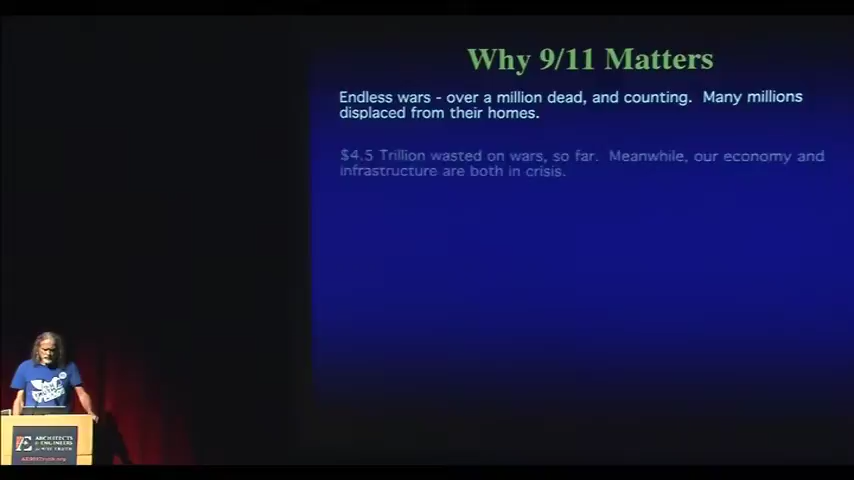 Why 9/11 Matters
Endless wars - over a million dead, and counting. Many millions
displaced from their homes.
$4.5 Trillion wasted on wars, so far. Meanwhile, our economy and
infrastructure are both in crisis.
ARCHITECTS
& ENGINEERS